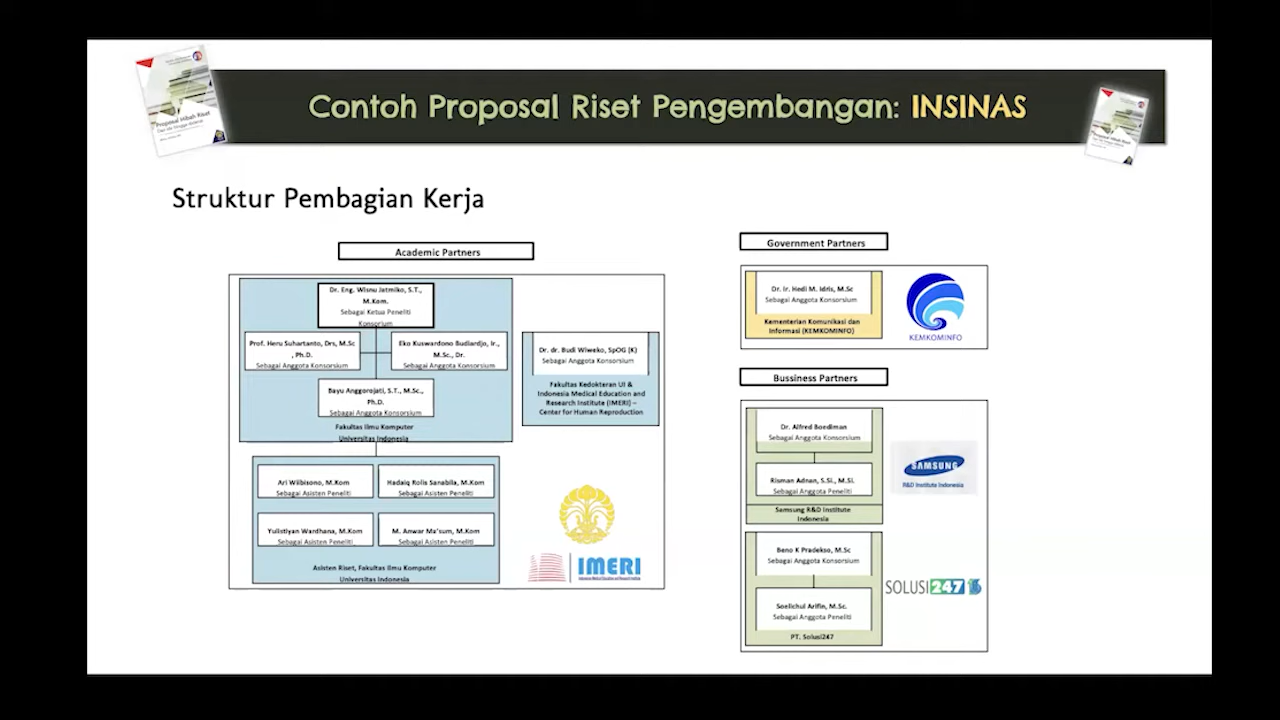 Contoh Proposal Riset Pengembangan: INSINAS
Proposal Hibah Riset
Struktur Pembagian Kerja
Academic Partners
Dr. Eng. Wisnu Jatmiko, S.T.,
M.Kom.
Sebagai Ketua Peneliti
Konsorium
Prof. Heru Suhartanto, Drs, M.Sc
, Ph.D.
Sebagai Anggota Konsorsium
Eko Kuswardono Budiardjo, Ir.,
M.Sc., Dr.
Sebagai Anggota Konsorsium
Bayu Anggorojati, S.T., M.Sc.,
Ph.D.
Sebagai Anggota Konsorsium
Fakultas Ilmu Komputer
Universitas Indonesia
Dr. dr. Budi Wiweko, SpOG (K)
Sebagai Anggota Konsorsium
Fakultas Kedokteran UI &
Indonesia Medical Education and
Research Institute (IMERI) –
Center for Human Reproduction
Ari Wibisono, M.Kom
Sebagai Asisten Peneliti
Hadaiq Rolis Sanabila, M.Kom
Sebagai Asisten Peneliti
Yulistiyan Wardhana, M.Kom
Sebagai Asisten Peneliti
M. Anwar Ma'sum, M.Kom
Sebagai Asisten Peneliti
Asisten Riset, Fakultas Ilmu Komputer
Universitas Indonesia
IMERI
Government Partners
Dr. Ir. Hedi M. Idris, M.Sc
Sebagai Anggota Konsorsium
Kementerian Komunikasi dan
Informasi (KEMKOMINFO)
KEMKOMINFO
Bussiness Partners
Dr. Alfred Boediman
Sebagai Anggota Konsorsium
Risman Adnan, S.Si., M.Si.
Sebagai Anggota Peneliti
Samsung R&D Institute
Indonesia
SAMSUNG
R&D Institute Indonesia
Beno K Pradekso, M.Sc
Sebagai Anggota Konsorsium
Soelichul Arifin, M.Sc.
Sebagai Anggota Peneliti
PT. Solusi247
SOLUSI247